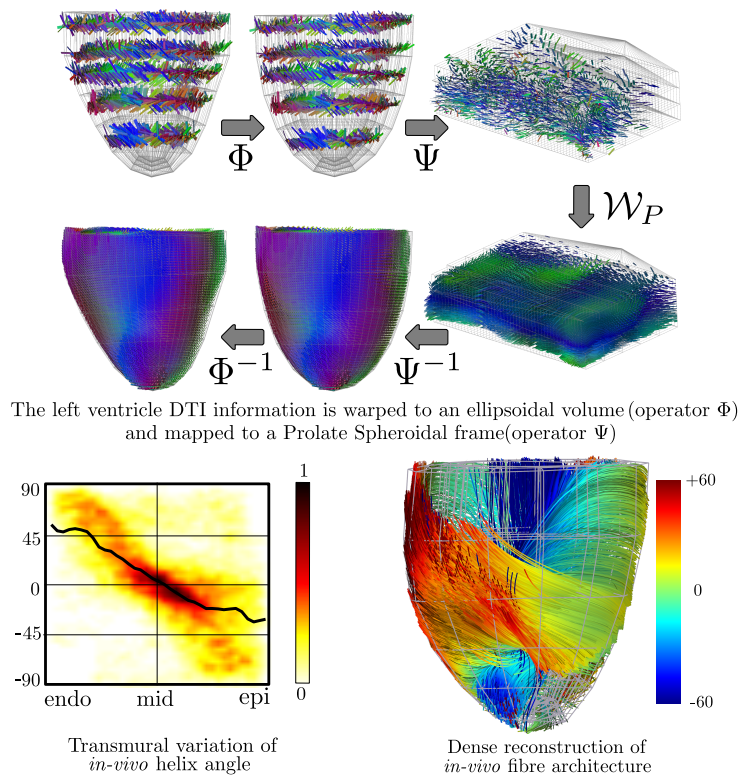 Φ
Ψ
𝒲_P
Φ⁻¹
Ψ⁻¹
The left ventricle DTI information is warped to an ellipsoidal volume (operator Φ)
and mapped to a Prolate Spheroidal frame(operator Ψ)
90
45
0
-45
-90
endo
mid
epi
1
0
+60
0
-60
Transmural variation of
in-vivo helix angle
Dense reconstruction of
in-vivo fibre architecture